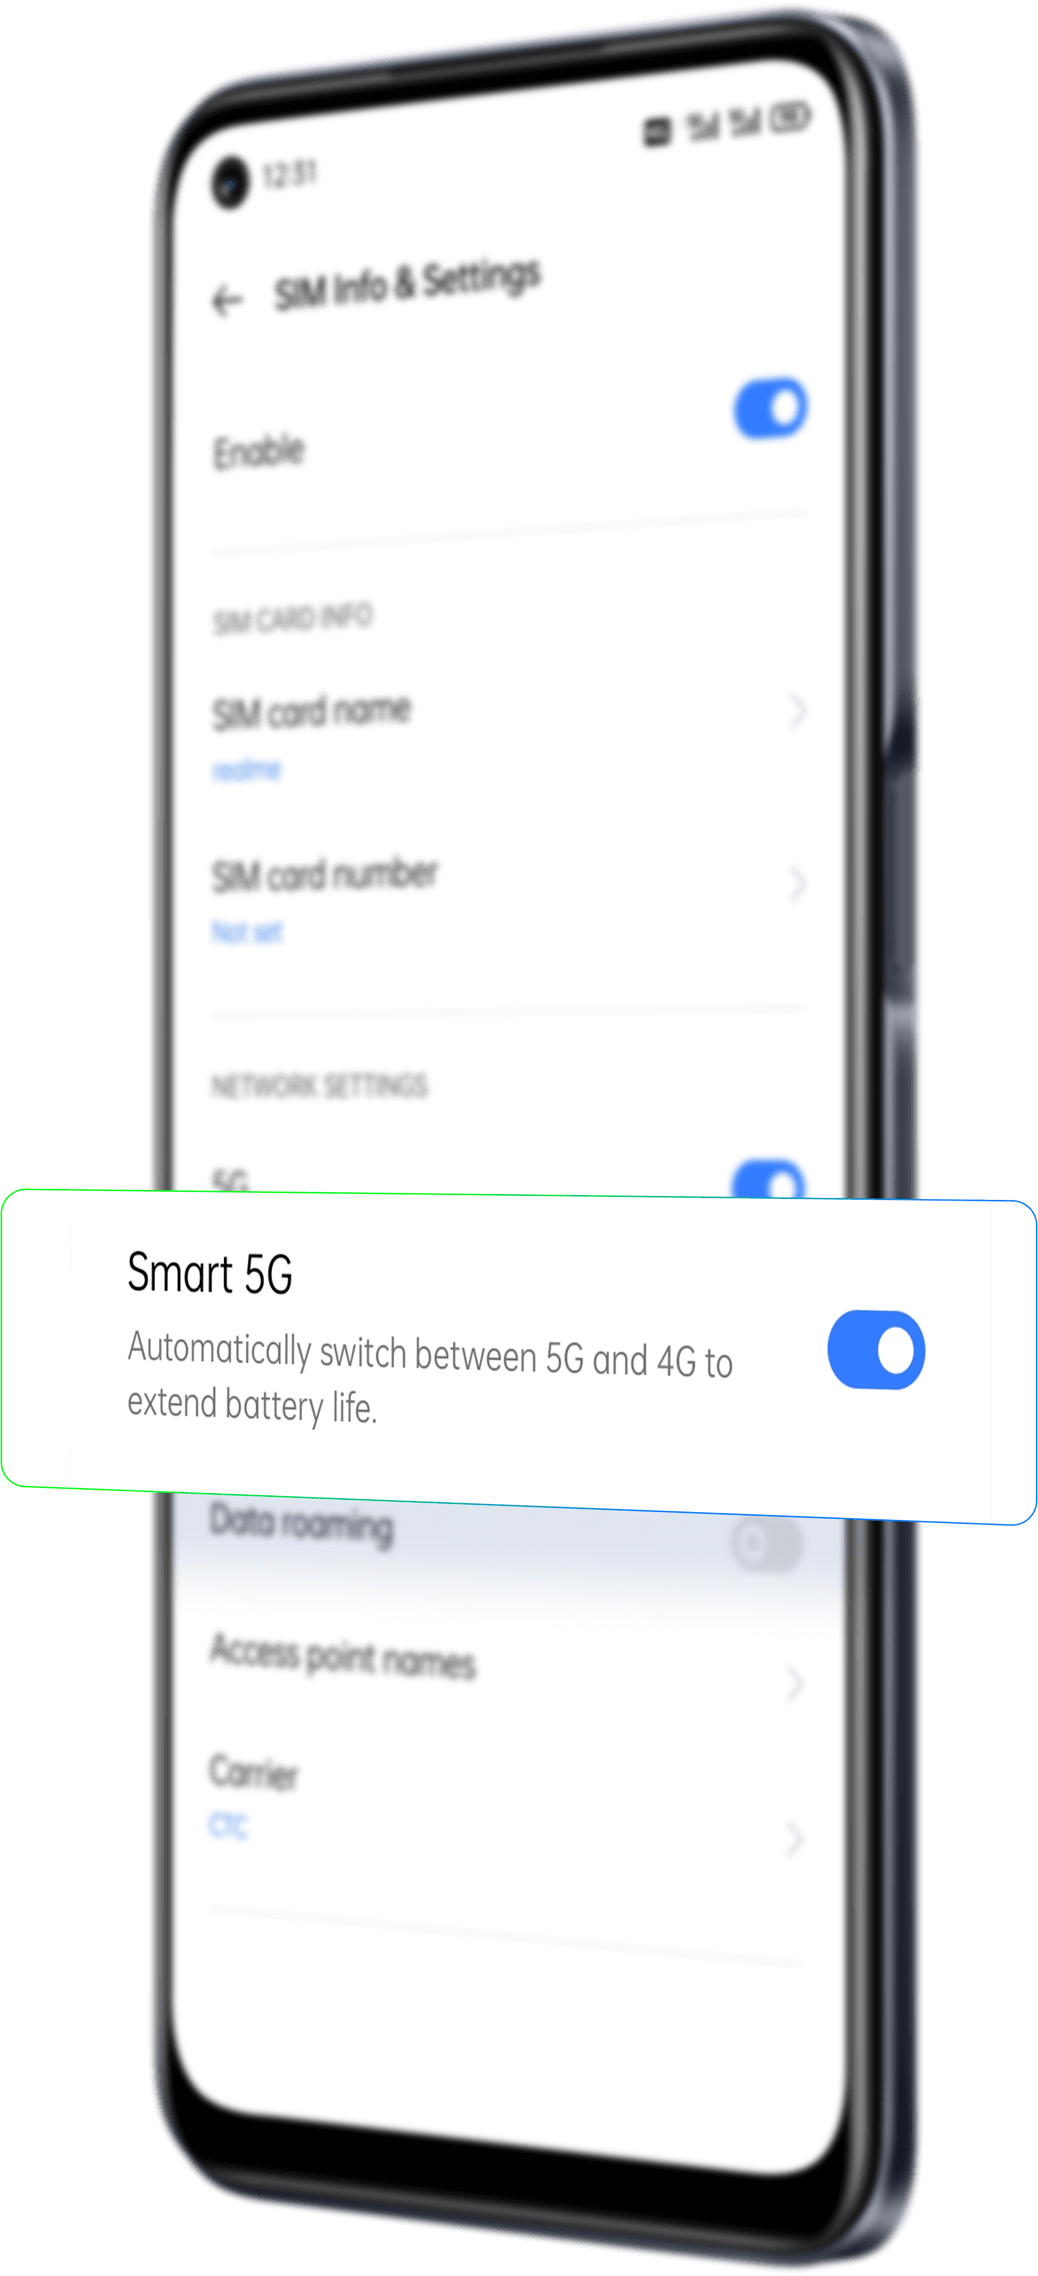 12:31
SIM Info & Settings
Enable
SIM CARD INFO
SIM card name
realme
SIM card number
Not set
NETWORK SETTINGS
5G
Smart 5G
Automatically switch between 5G and 4G to
extend battery life.
Data roaming
Access point names
Carrier
CTC